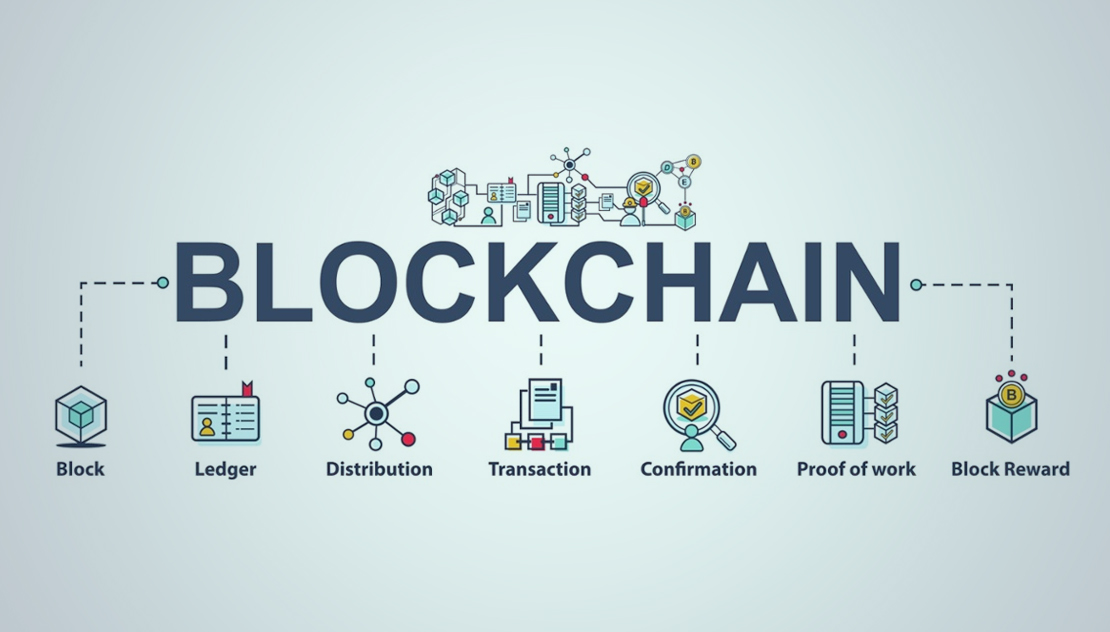 BLOCKCHAIN
Block
Ledger
Distribution
Transaction
Confirmation
Proof of work
Block Reward
D
B
E
B
B